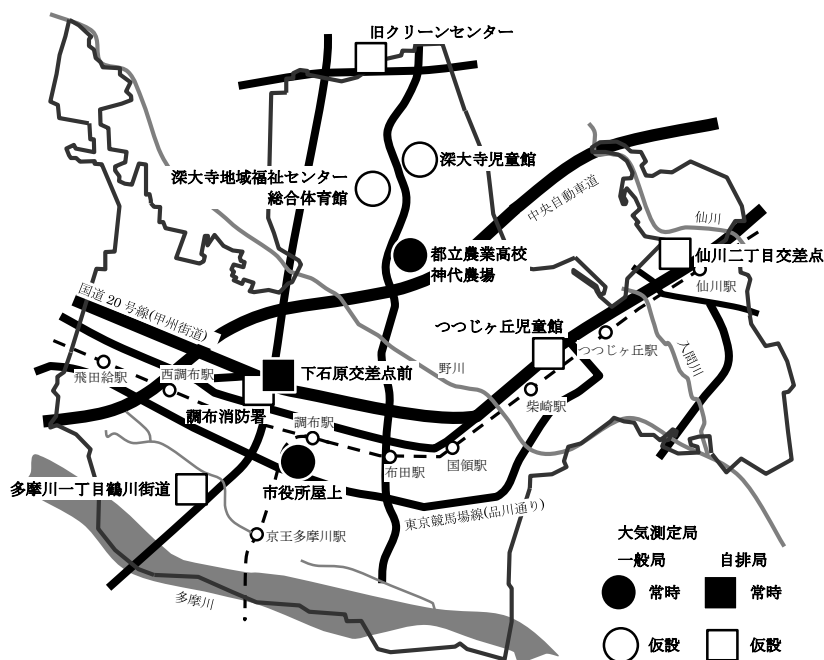 旧クリーンセンター
深大寺児童館
深大寺地域福祉センター
総合体育館
中央自動車道
仙川
都立農業高校
神代農場
仙川二丁目交差点
仙川駅
国道20号線(甲州街道)
つつじヶ丘児童館
つつじヶ丘駅
入間川
野川
下石原交差点前
西調布駅
飛田給駅
柴崎駅
調布消防署
調布駅
布田駅
国領駅
市役所屋上
多摩川一丁目鶴川街道
東京競馬場線(品川通り)
京王多摩川駅
多摩川
大気測定局
一般局 自排局
常時 常時
仮設 仮設